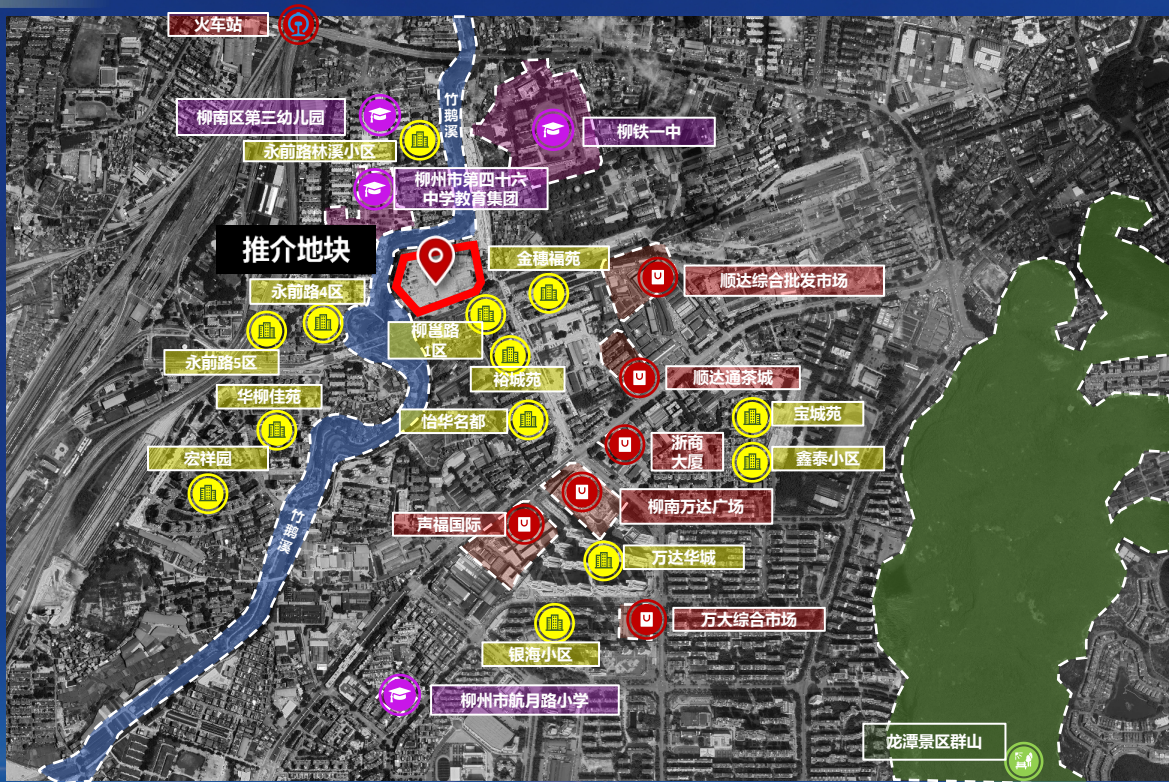 火车站
竹
鹅
溪
柳南区第三幼儿园
柳铁一中
永前路林溪小区
柳州市第四十六
中学教育集团
推介地块
金穗福苑
顺达综合批发市场
永前路4区
柳邕路
1区
永前路5区
裕城苑
顺达通茶城
华柳佳苑
怡华名都
宝城苑
浙商
大厦
宏祥园
鑫泰小区
柳南万达广场
竹
鹅
溪
声福国际
万达华城
万大综合市场
银海小区
柳州市航月路小学
龙潭景区群山